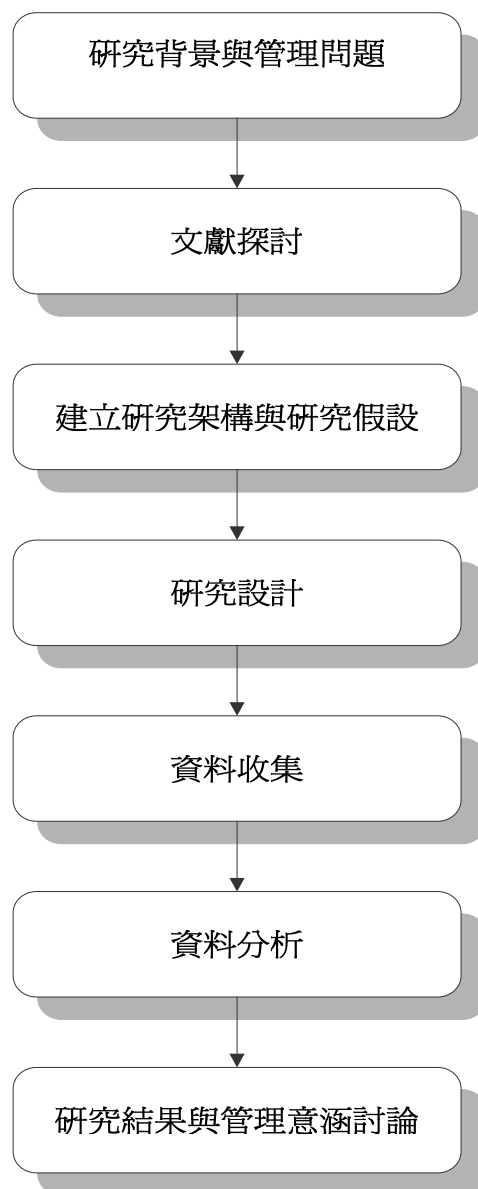 研究背景與管理問題
文獻探討
建立研究架構與研究假設
研究設計
資料收集
資料分析
研究結果與管理意涵討論